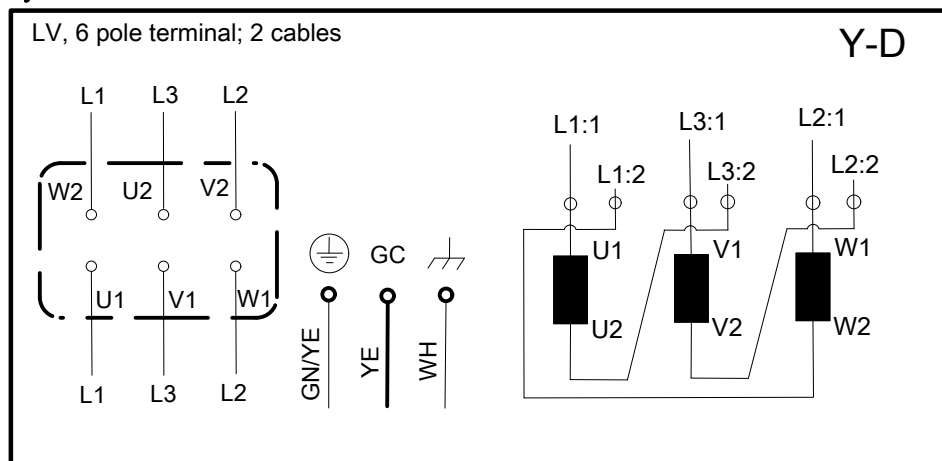 LV, 6 pole terminal; 2 cables
Y-D
L1 L3 L2
W2 U2 V2
U1 V1 W1
L1 L3 L2
GC
GN/YE YE WH
L1:1 L3:1 L2:1
L1:2 L3:2 L2:2
U1 V1 W1
U2 V2 W2